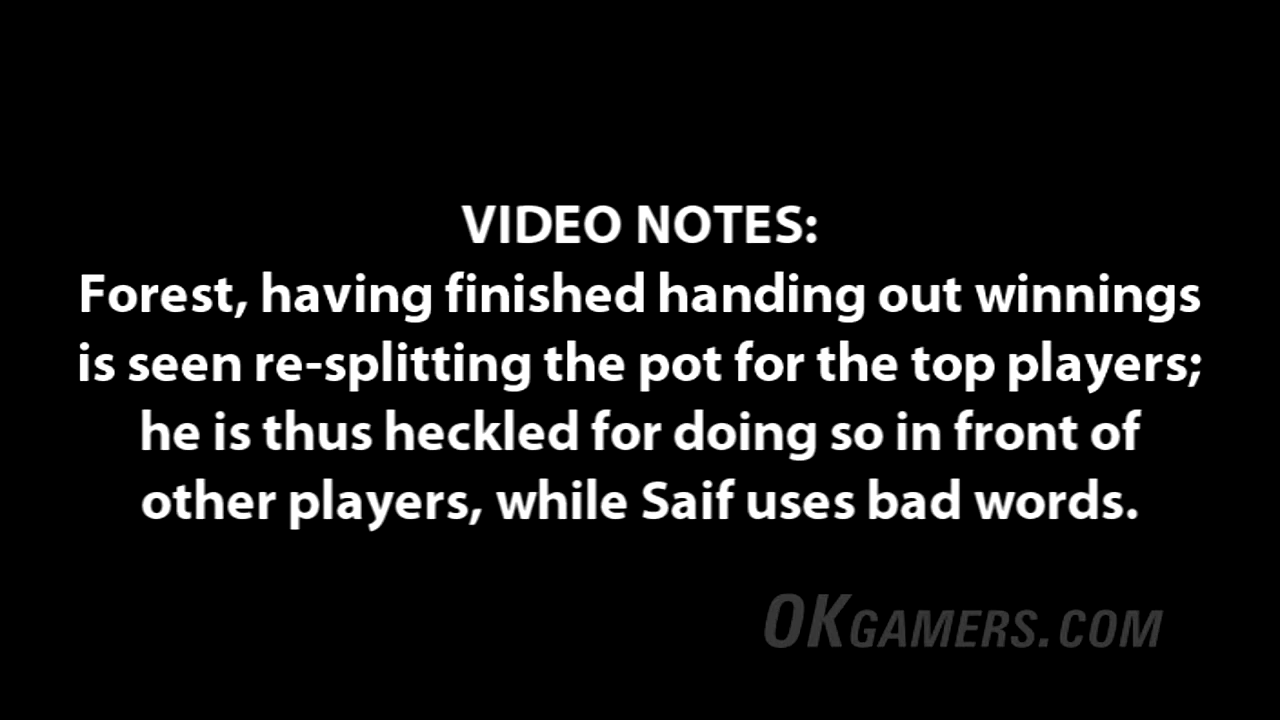 VIDEO NOTES:
Forest, having finished handing out winnings
is seen re-splitting the pot for the top players;
he is thus heckled for doing so in front of
other players, while Saif uses bad words.
OKGAMERS.COM